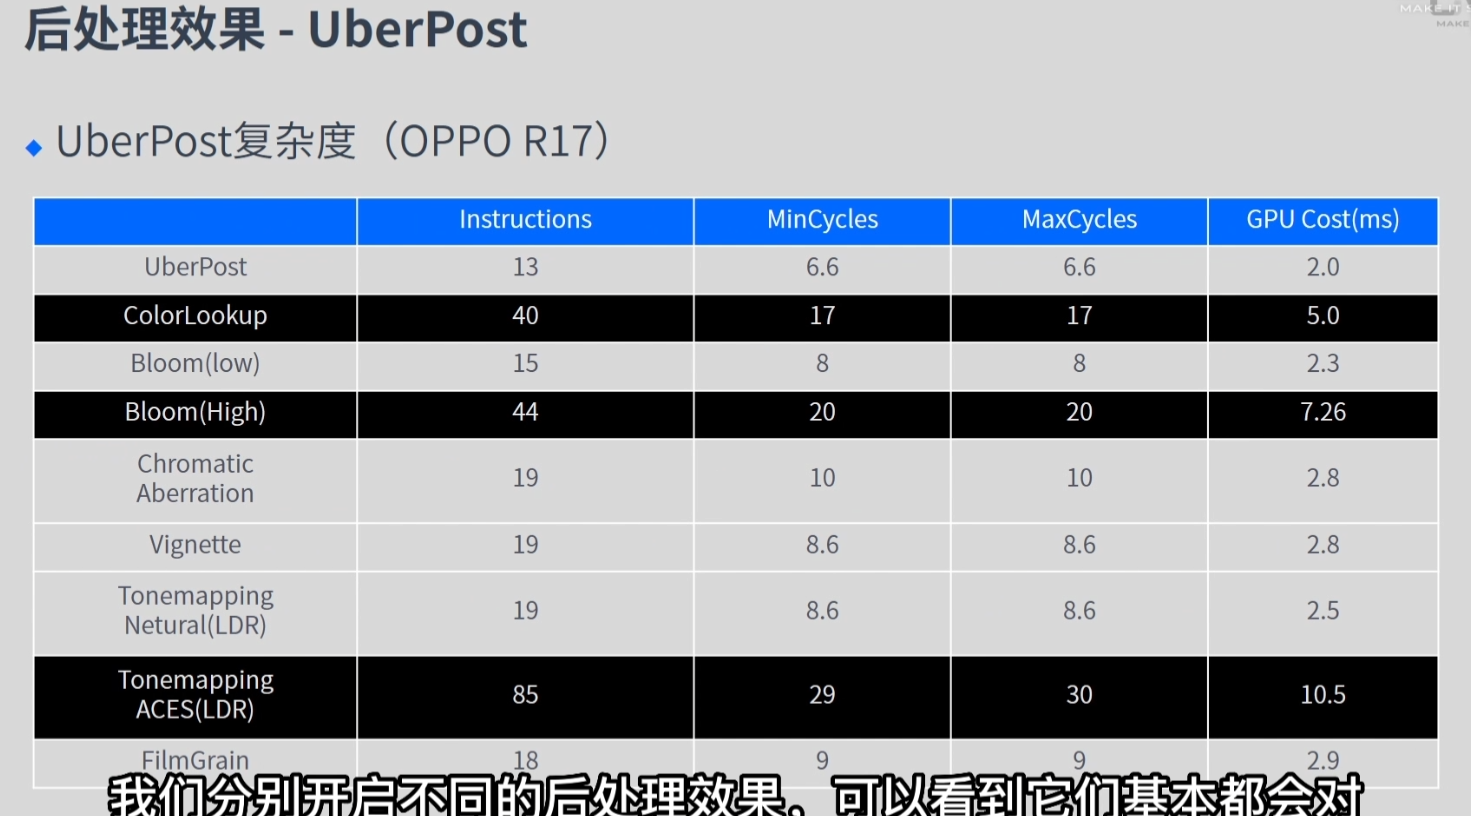 MAKE IT S
MAKE
后处理效果 - UberPost
UberPost复杂度（OPPO R17）
Instructions MinCycles MaxCycles GPU Cost(ms)
UberPost 13 6.6 6.6 2.0
ColorLookup 40 17 17 5.0
Bloom(low) 15 8 8 2.3
Bloom(High) 44 20 20 7.26
Chromatic
Aberration 19 10 10 2.8
Vignette 19 8.6 8.6 2.8
Tonemapping
Netural(LDR) 19 8.6 8.6 2.5
Tonemapping
ACES(LDR) 85 29 30 10.5
FilmGrain 18 9 9 2.9
我们分别开启不同的后处理效果，可以看到它们基本都会对